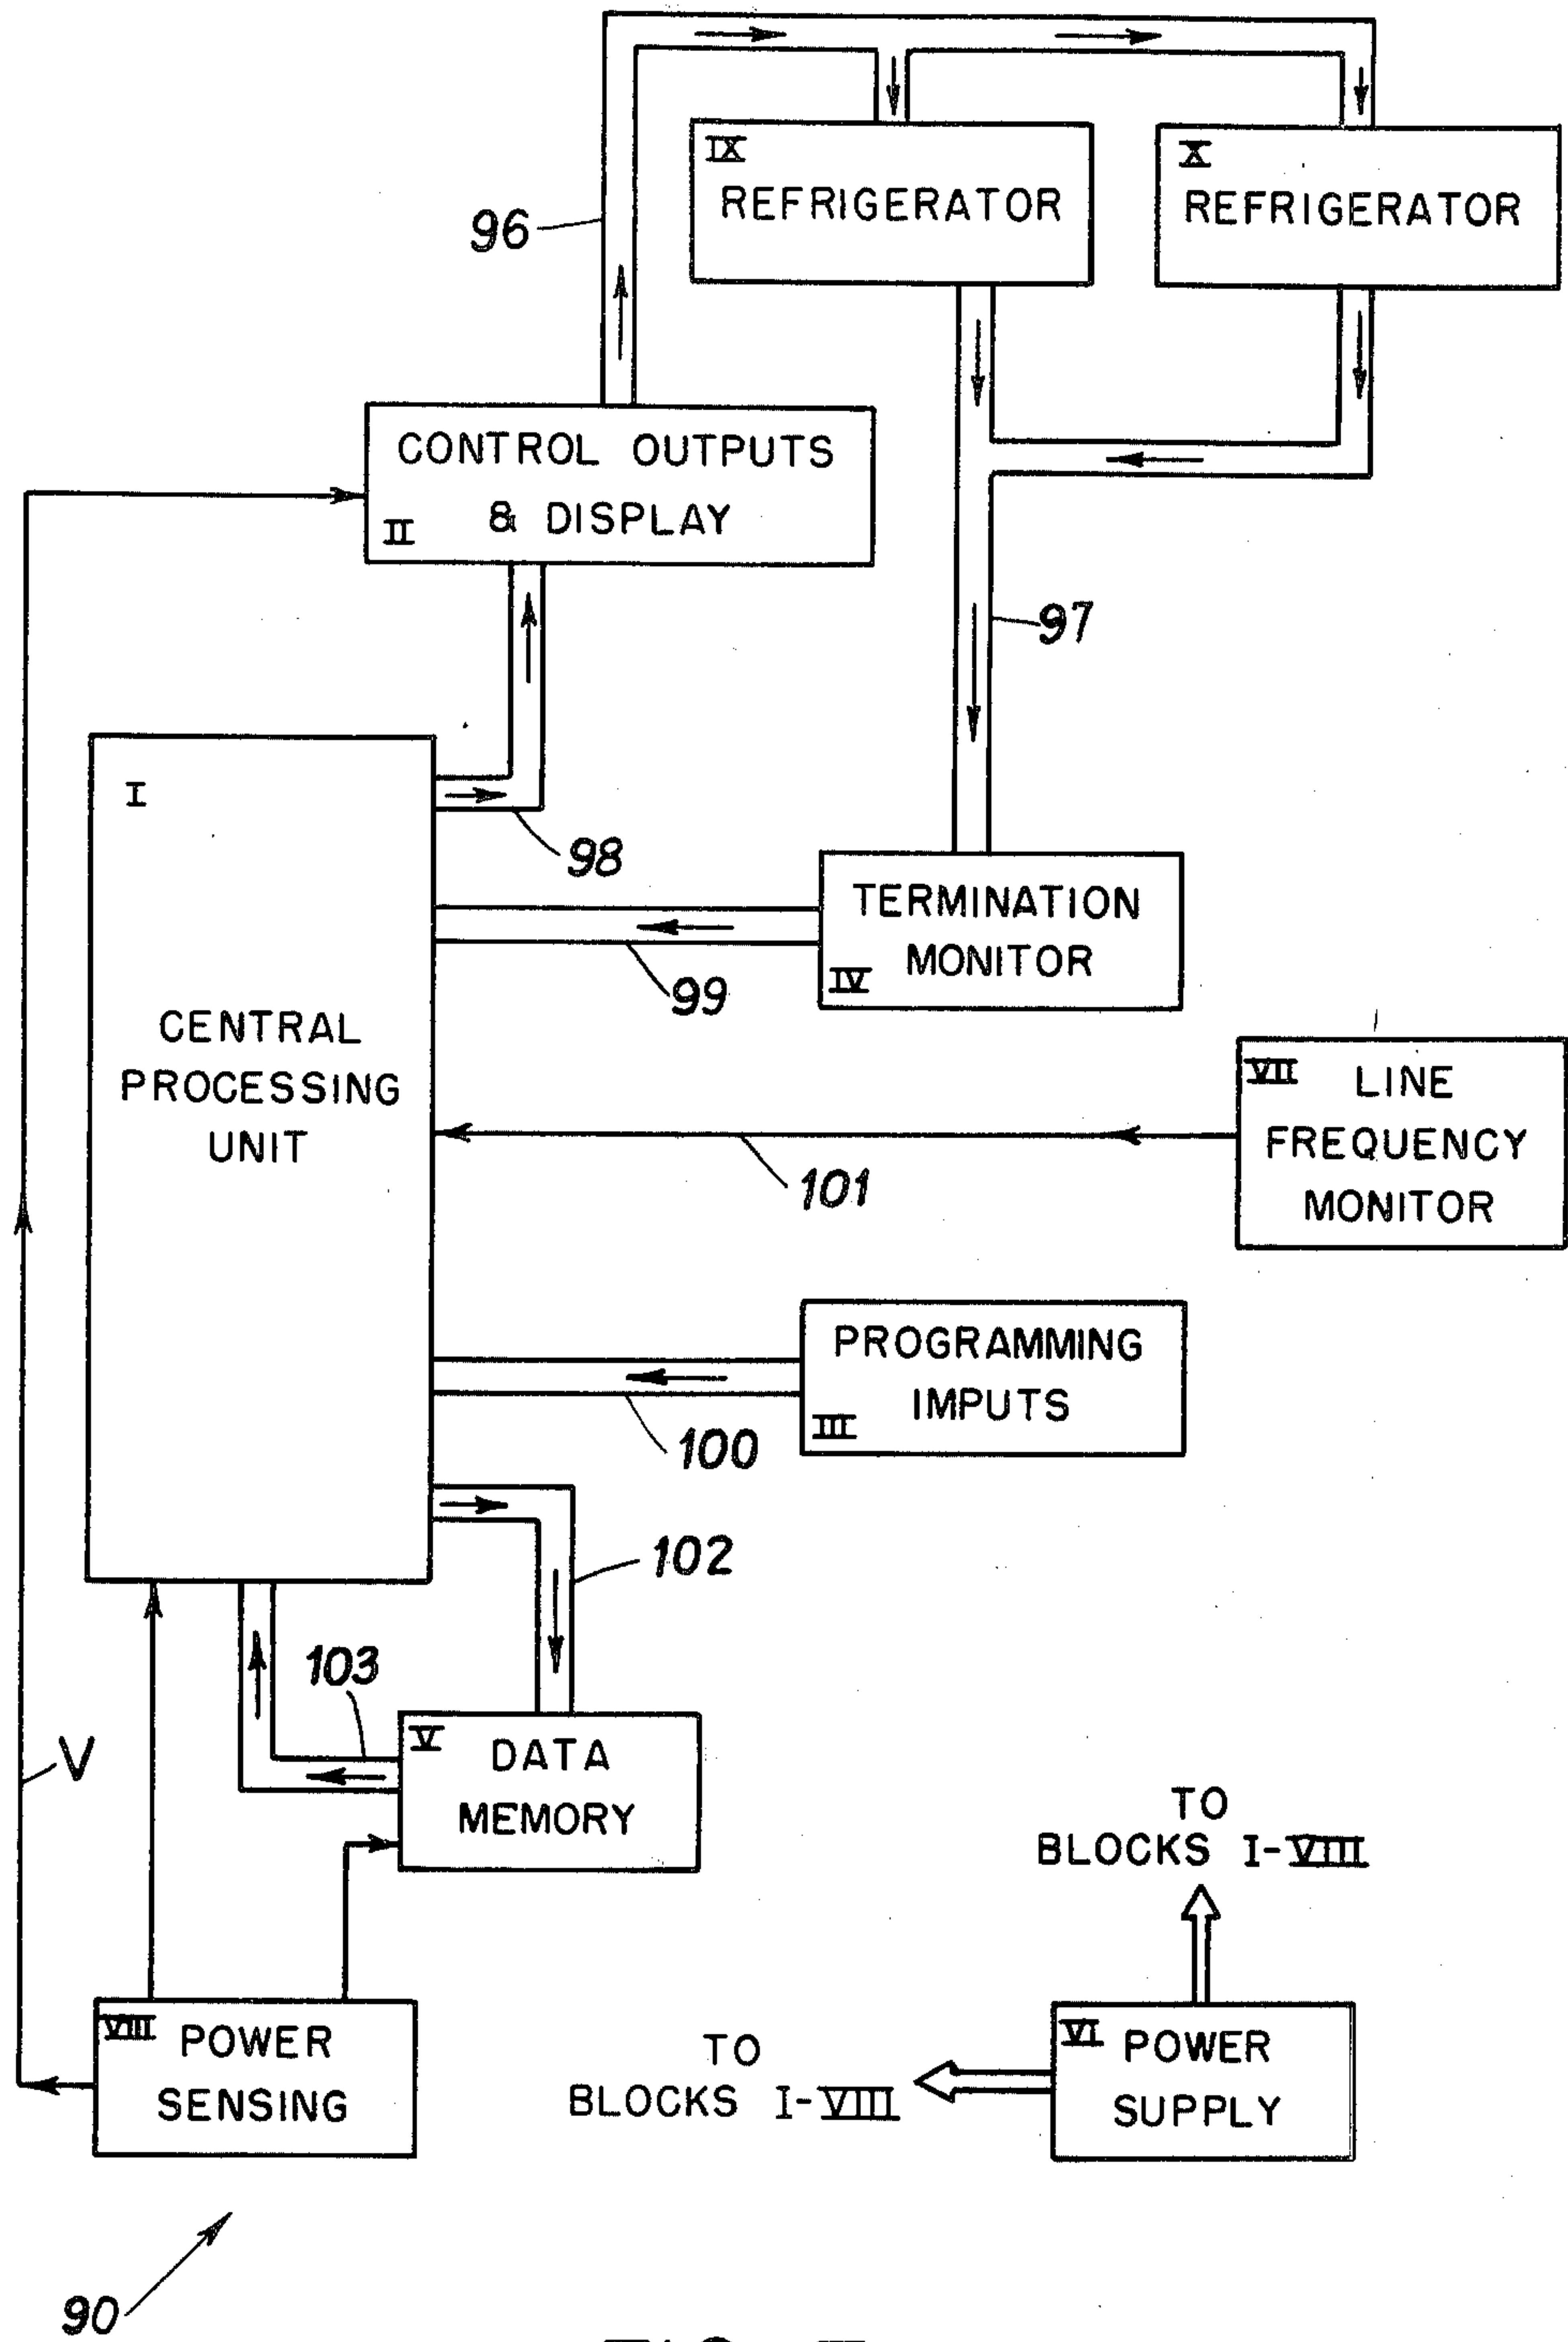 IX
REFRIGERATOR
X
REFRIGERATOR
96
CONTROL OUTPUTS
& DISPLAY
II
97
I
98
TERMINATION
MONITOR
IV
99
CENTRAL
PROCESSING
UNIT
VII
LINE
FREQUENCY
MONITOR
101
PROGRAMMING
IMPUTS
III
100
102
103
V
V
DATA
MEMORY
TO
BLOCKS I-VIII
VIII
POWER
SENSING
TO
BLOCKS I-VIII
VI
POWER
SUPPLY
90